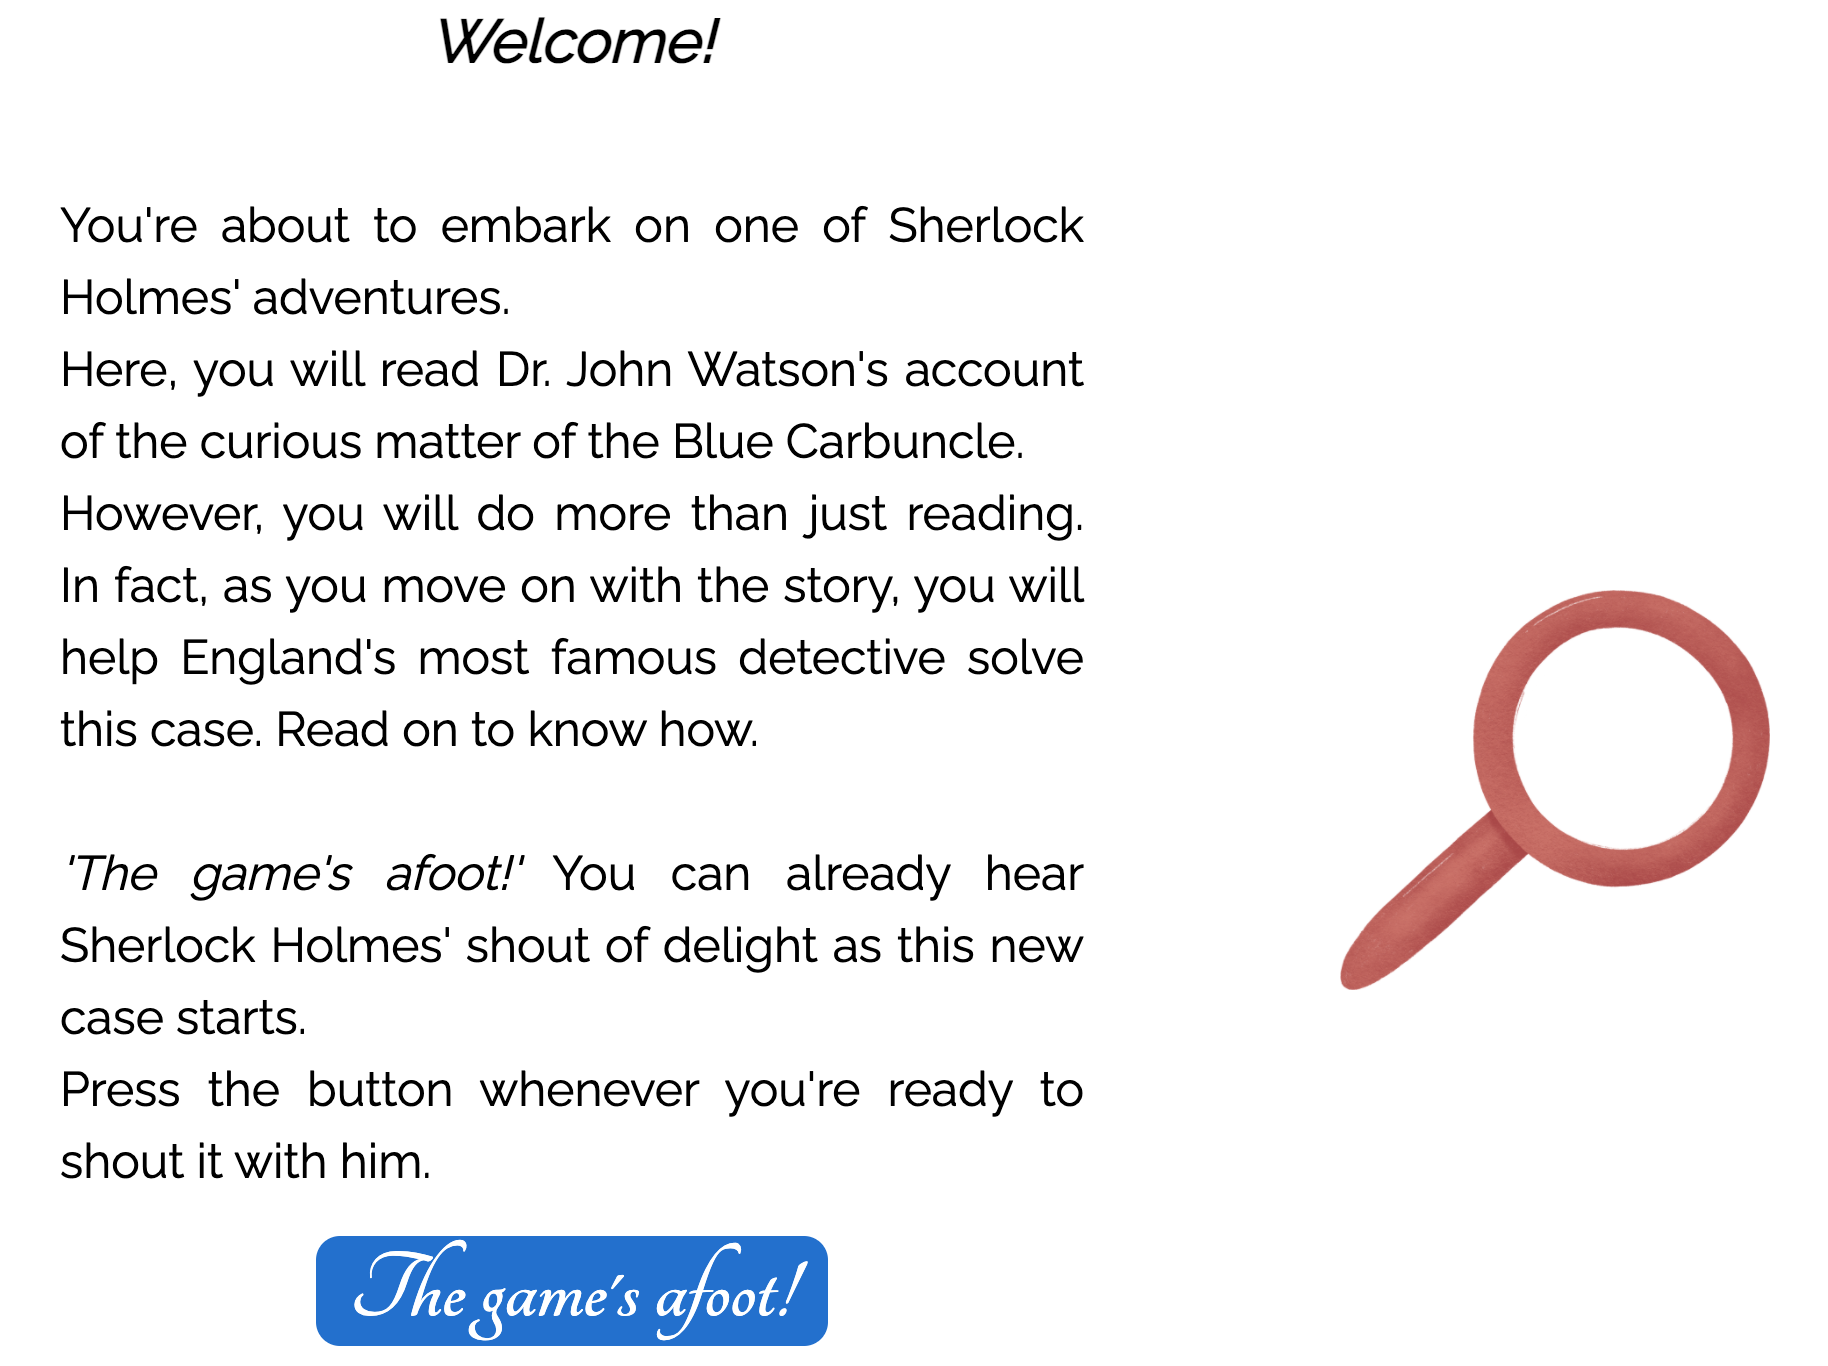 Welcome!
You're about to embark on one of Sherlock
Holmes' adventures.
Here, you will read Dr. John Watson's account
of the curious matter of the Blue Carbuncle.
However, you will do more than just reading.
In fact, as you move on with the story, you will
help England's most famous detective solve
this case. Read on to know how.
'The game's afoot!' You can already hear
Sherlock Holmes' shout of delight as this new
case starts.
Press the button whenever you're ready to
shout it with him.
The game's afoot!